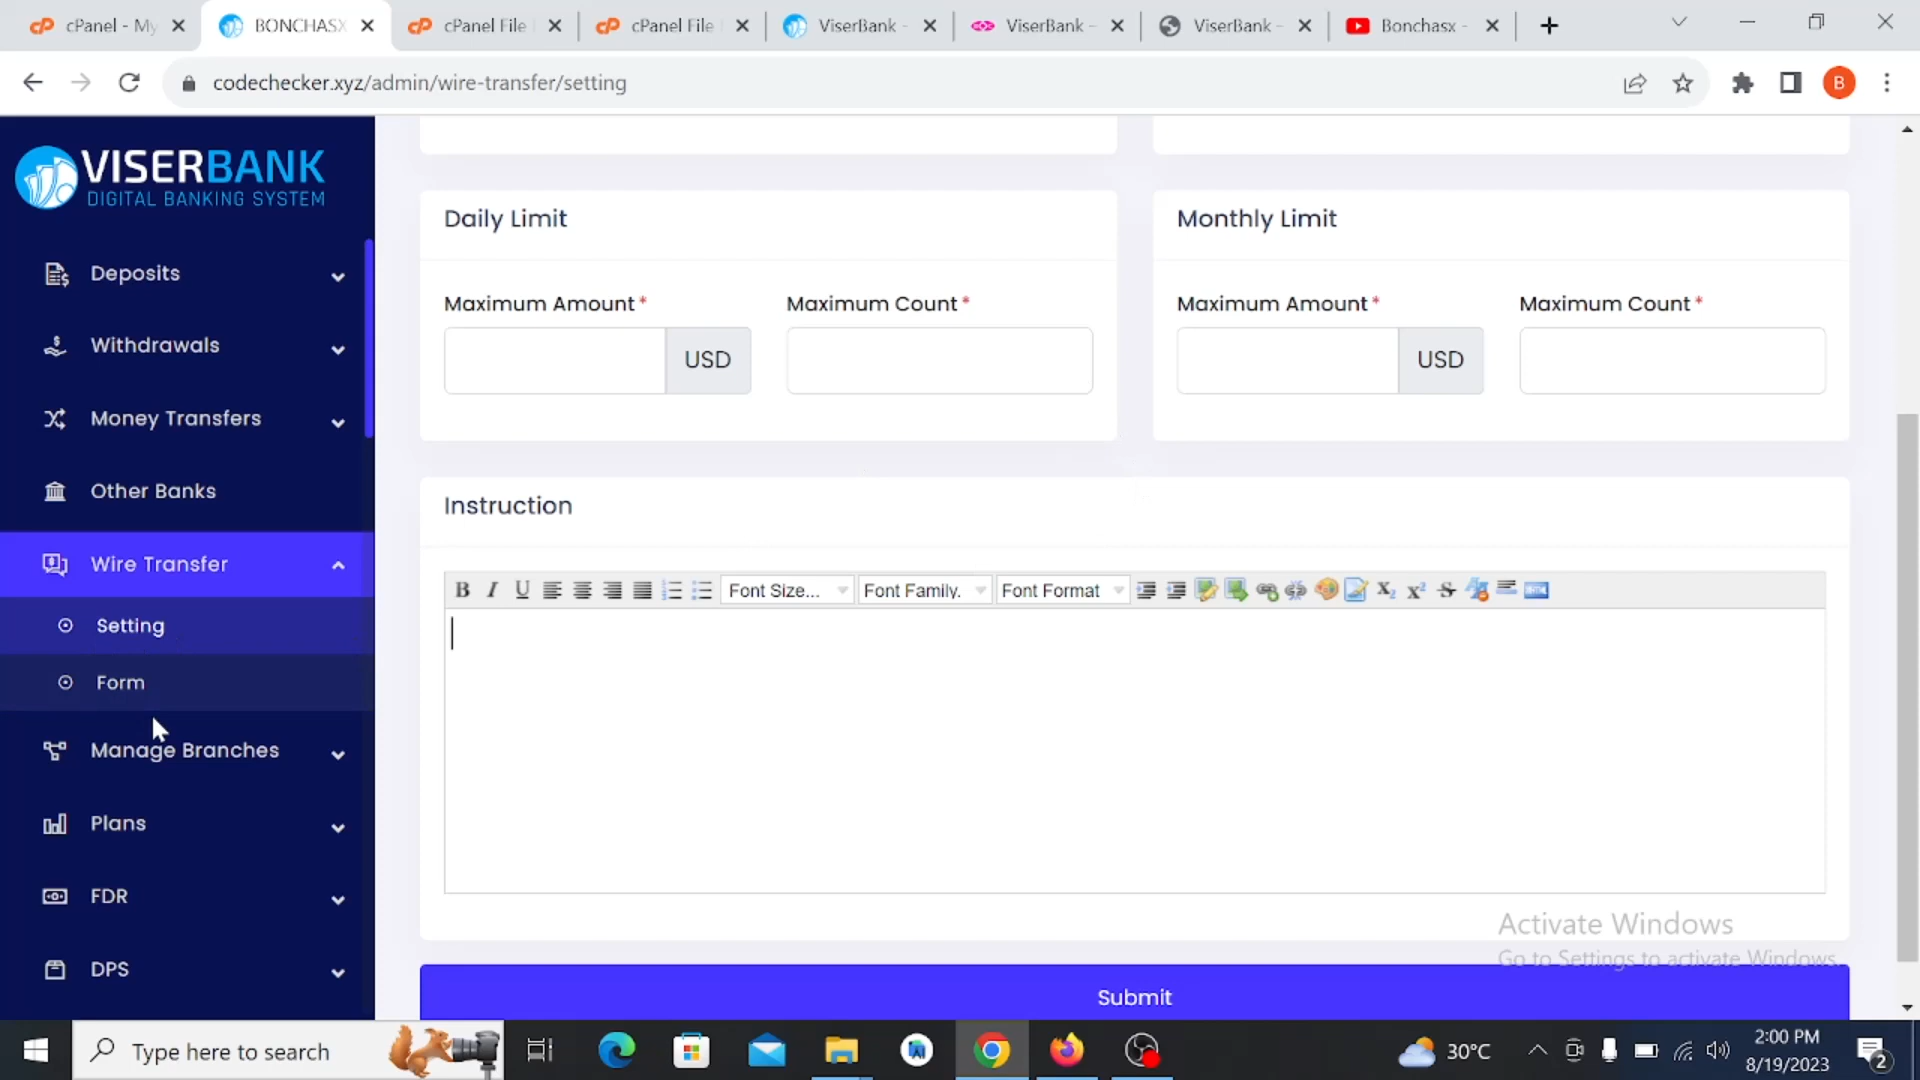 cPanel - My
BONCHASX
cPanel File
cPanel File
ViserBank -
ViserBank -
ViserBank -
Bonchasx -
codechecker.xyz/admin/wire-transfer/setting
B
VISERBANK
DIGITAL BANKING SYSTEM
Deposits
Withdrawals
Money Transfers
Other Banks
Wire Transfer
Setting
Form
Manage Branches
Plans
FDR
DPS
Daily Limit
Maximum Amount *
Maximum Count *
USD
Monthly Limit
Maximum Amount *
Maximum Count *
USD
Instruction
Font Size...
Font Family.
Font Format
Submit
Activate Windows
Go to Settings to activate Windows.
Type here to search
30°C
2:00 PM
8/19/2023
2